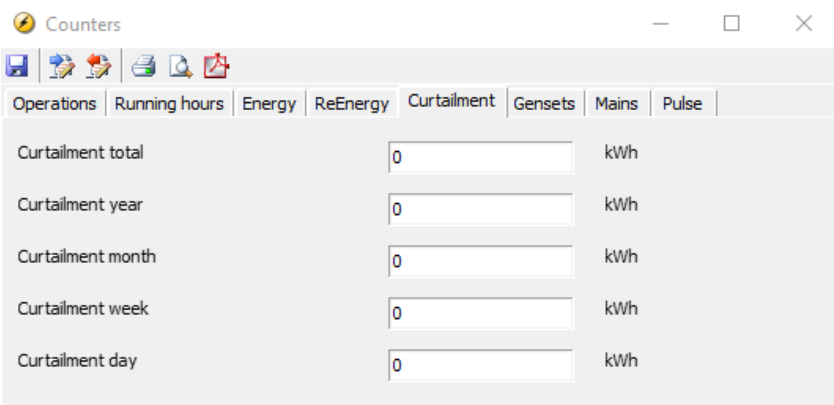 Counters
Operations Running hours Energy ReEnergy Curtailment Gensets Mains Pulse
Curtailment total 0 kWh
Curtailment year 0 kWh
Curtailment month 0 kWh
Curtailment week 0 kWh
Curtailment day 0 kWh